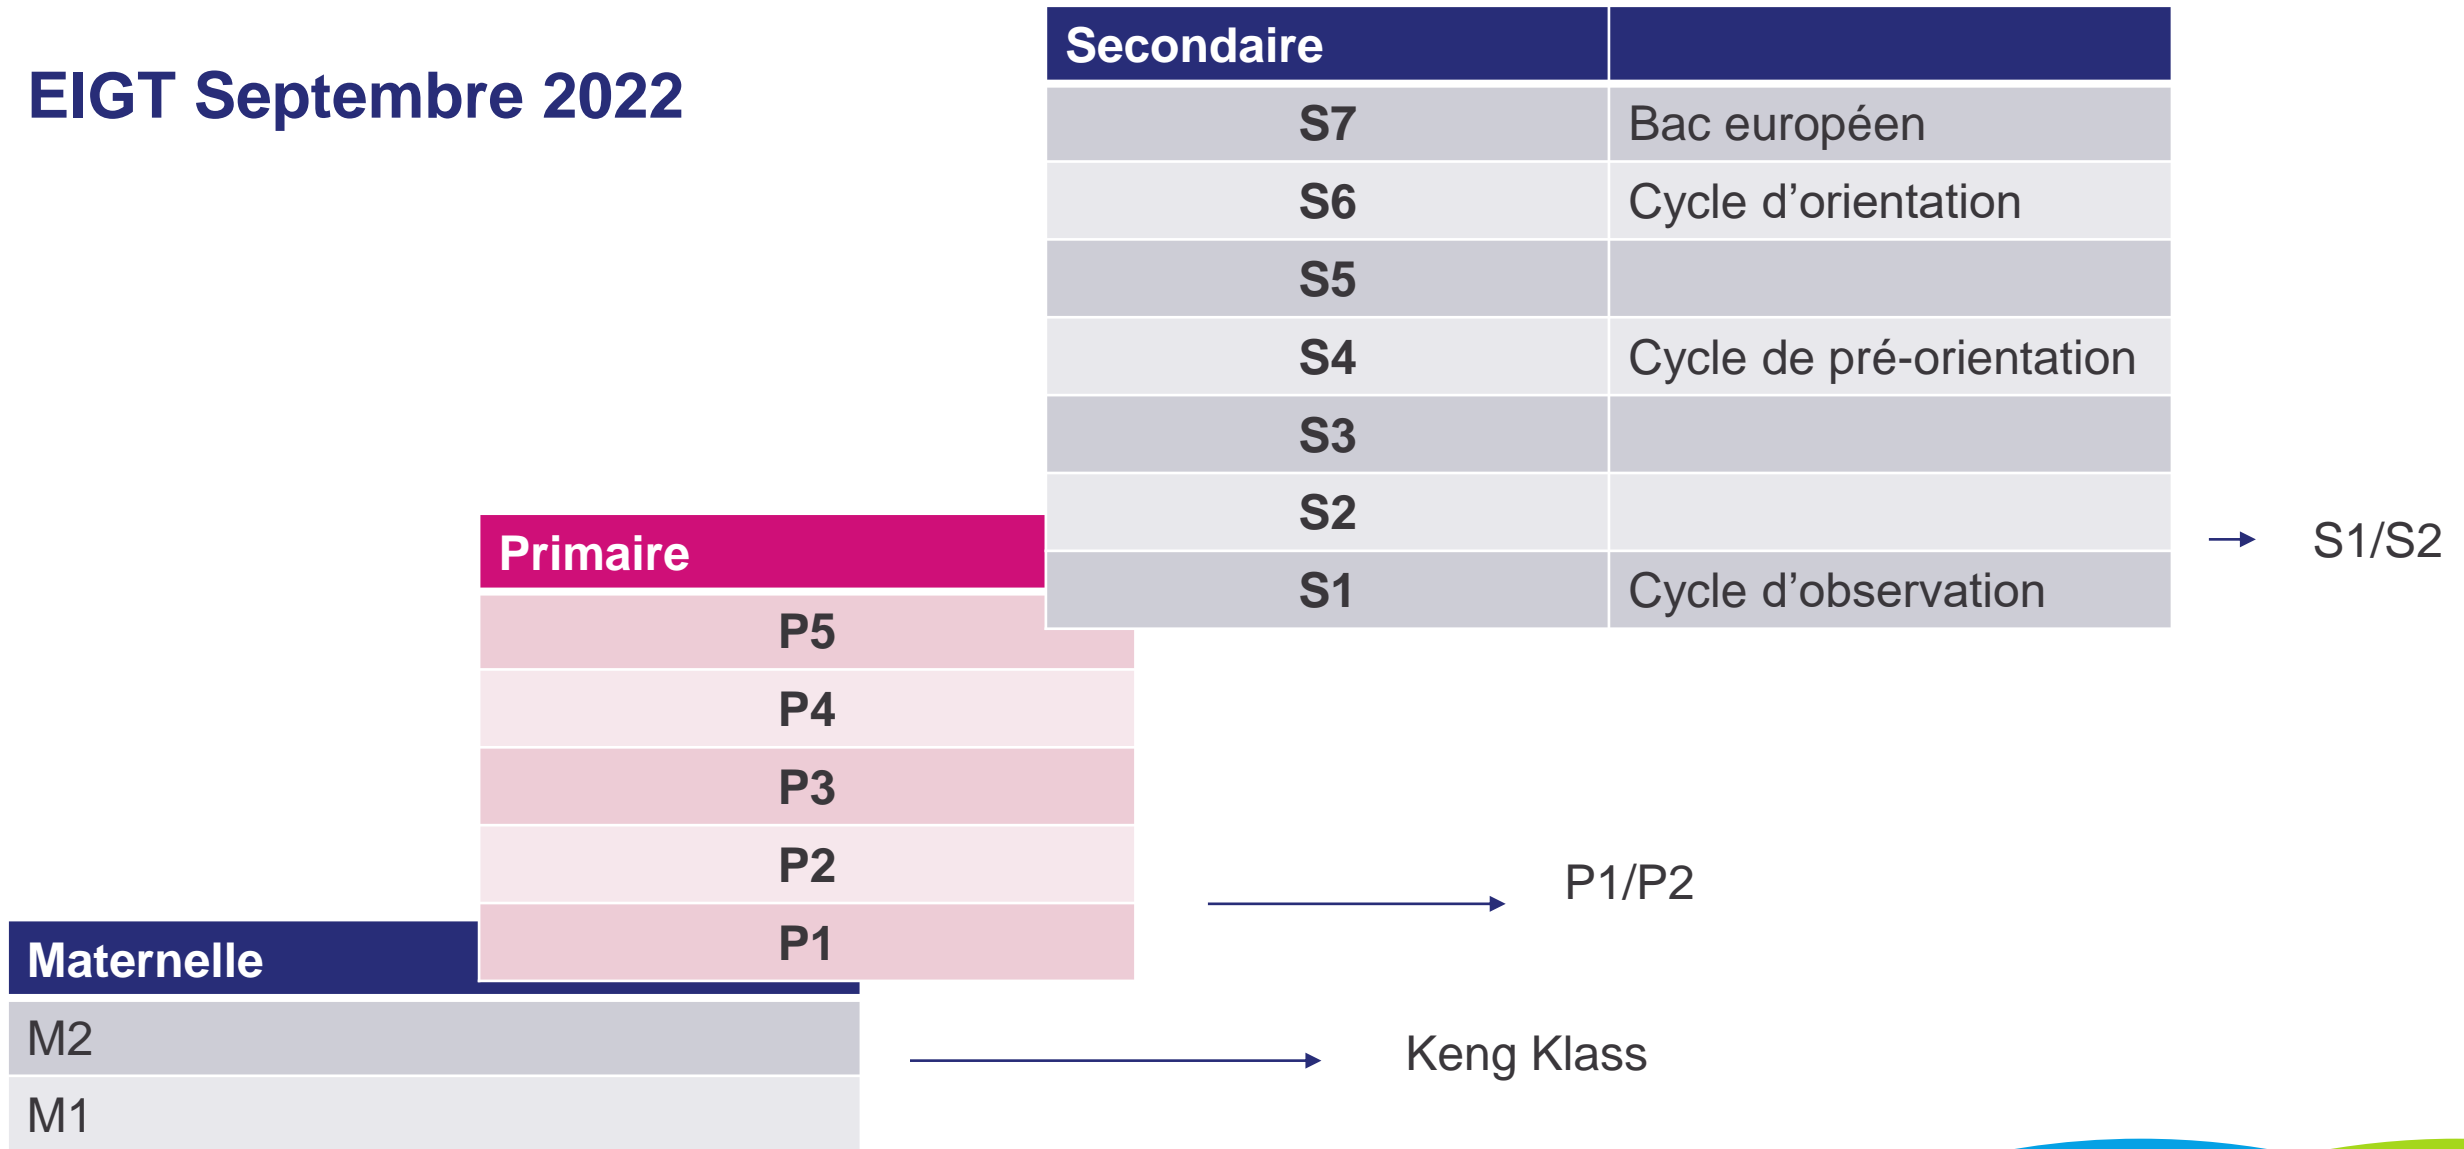 EIGT Septembre 2022
Secondaire
S7 Bac européen
S6 Cycle d’orientation
S5
S4 Cycle de pré-orientation
S3
S2
S1 Cycle d’observation
S1/S2
Primaire
P5
P4
P3
P2
P1
P1/P2
Maternelle
M2
M1
Keng Klass